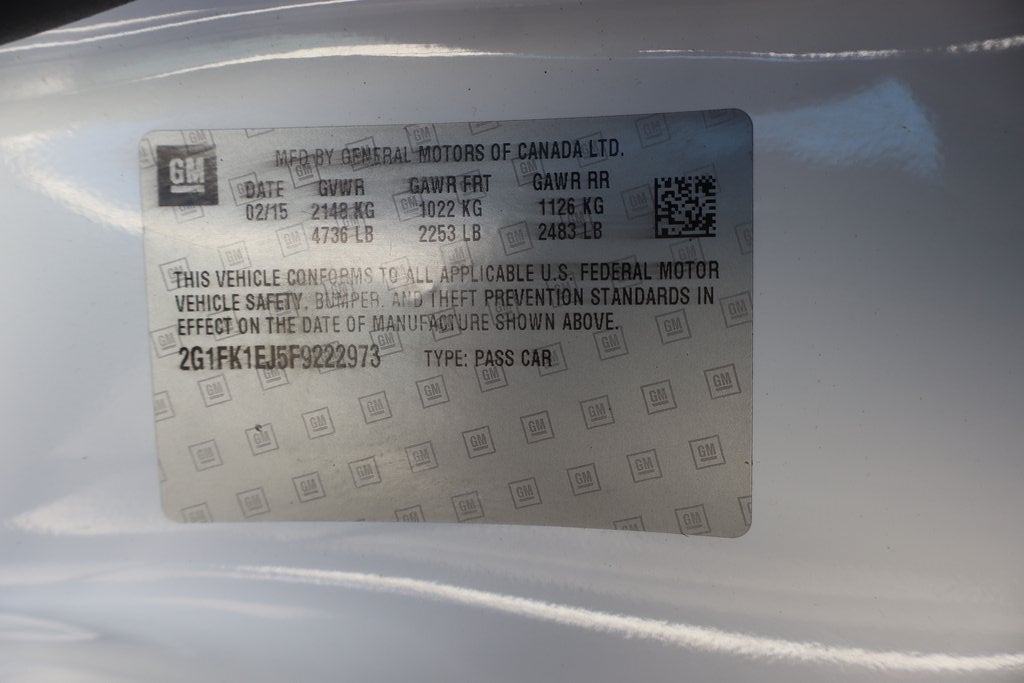 GM
MFD BY GENERAL MOTORS OF CANADA LTD.
DATE GVWR GAWR FRT GAWR RR
02/15 2148 KG 1022 KG 1126 KG
4736 LB 2253 LB 2483 LB
THIS VEHICLE CONFORMS TO ALL APPLICABLE U.S. FEDERAL MOTOR
VEHICLE SAFETY, BUMPER, AND THEFT PREVENTION STANDARDS IN
EFFECT ON THE DATE OF MANUFACTURE SHOWN ABOVE.
2G1FK1EJ5F9222973 TYPE: PASS CAR